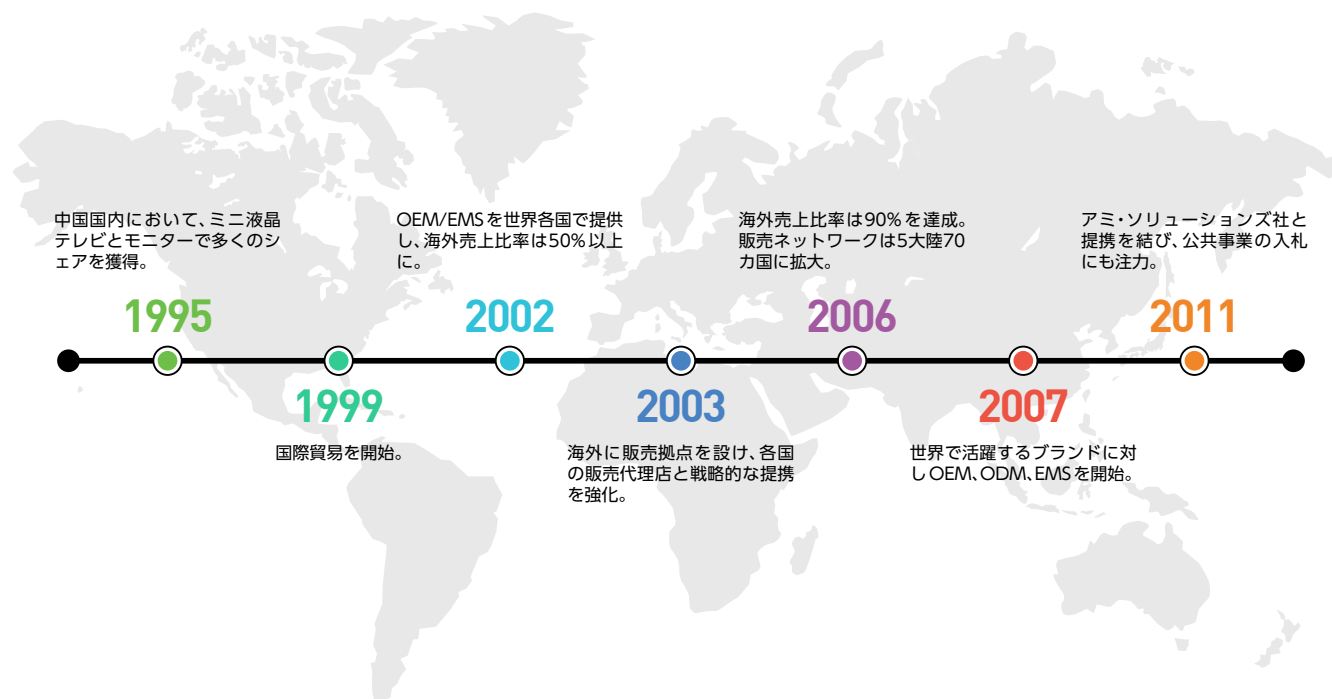 中国国内において、ミニ液晶
テレビとモニターで多くのシ
ェアを獲得。
1995
1999
国際貿易を開始。
OEM/EMSを世界各国で提供
し、海外売上比率は50%以上
に。
2002
2003
海外に販売拠点を設け、各国
の販売代理店と戦略的な提携
を強化。
海外売上比率は90%を達成。
販売ネットワークは5大陸70
カ国に拡大。
2006
2007
世界で活躍するブランドに対
しOEM、ODM、EMSを開始。
アミ・ソリューションズ社と
提携を結び、公共事業の入札
にも注力。
2011